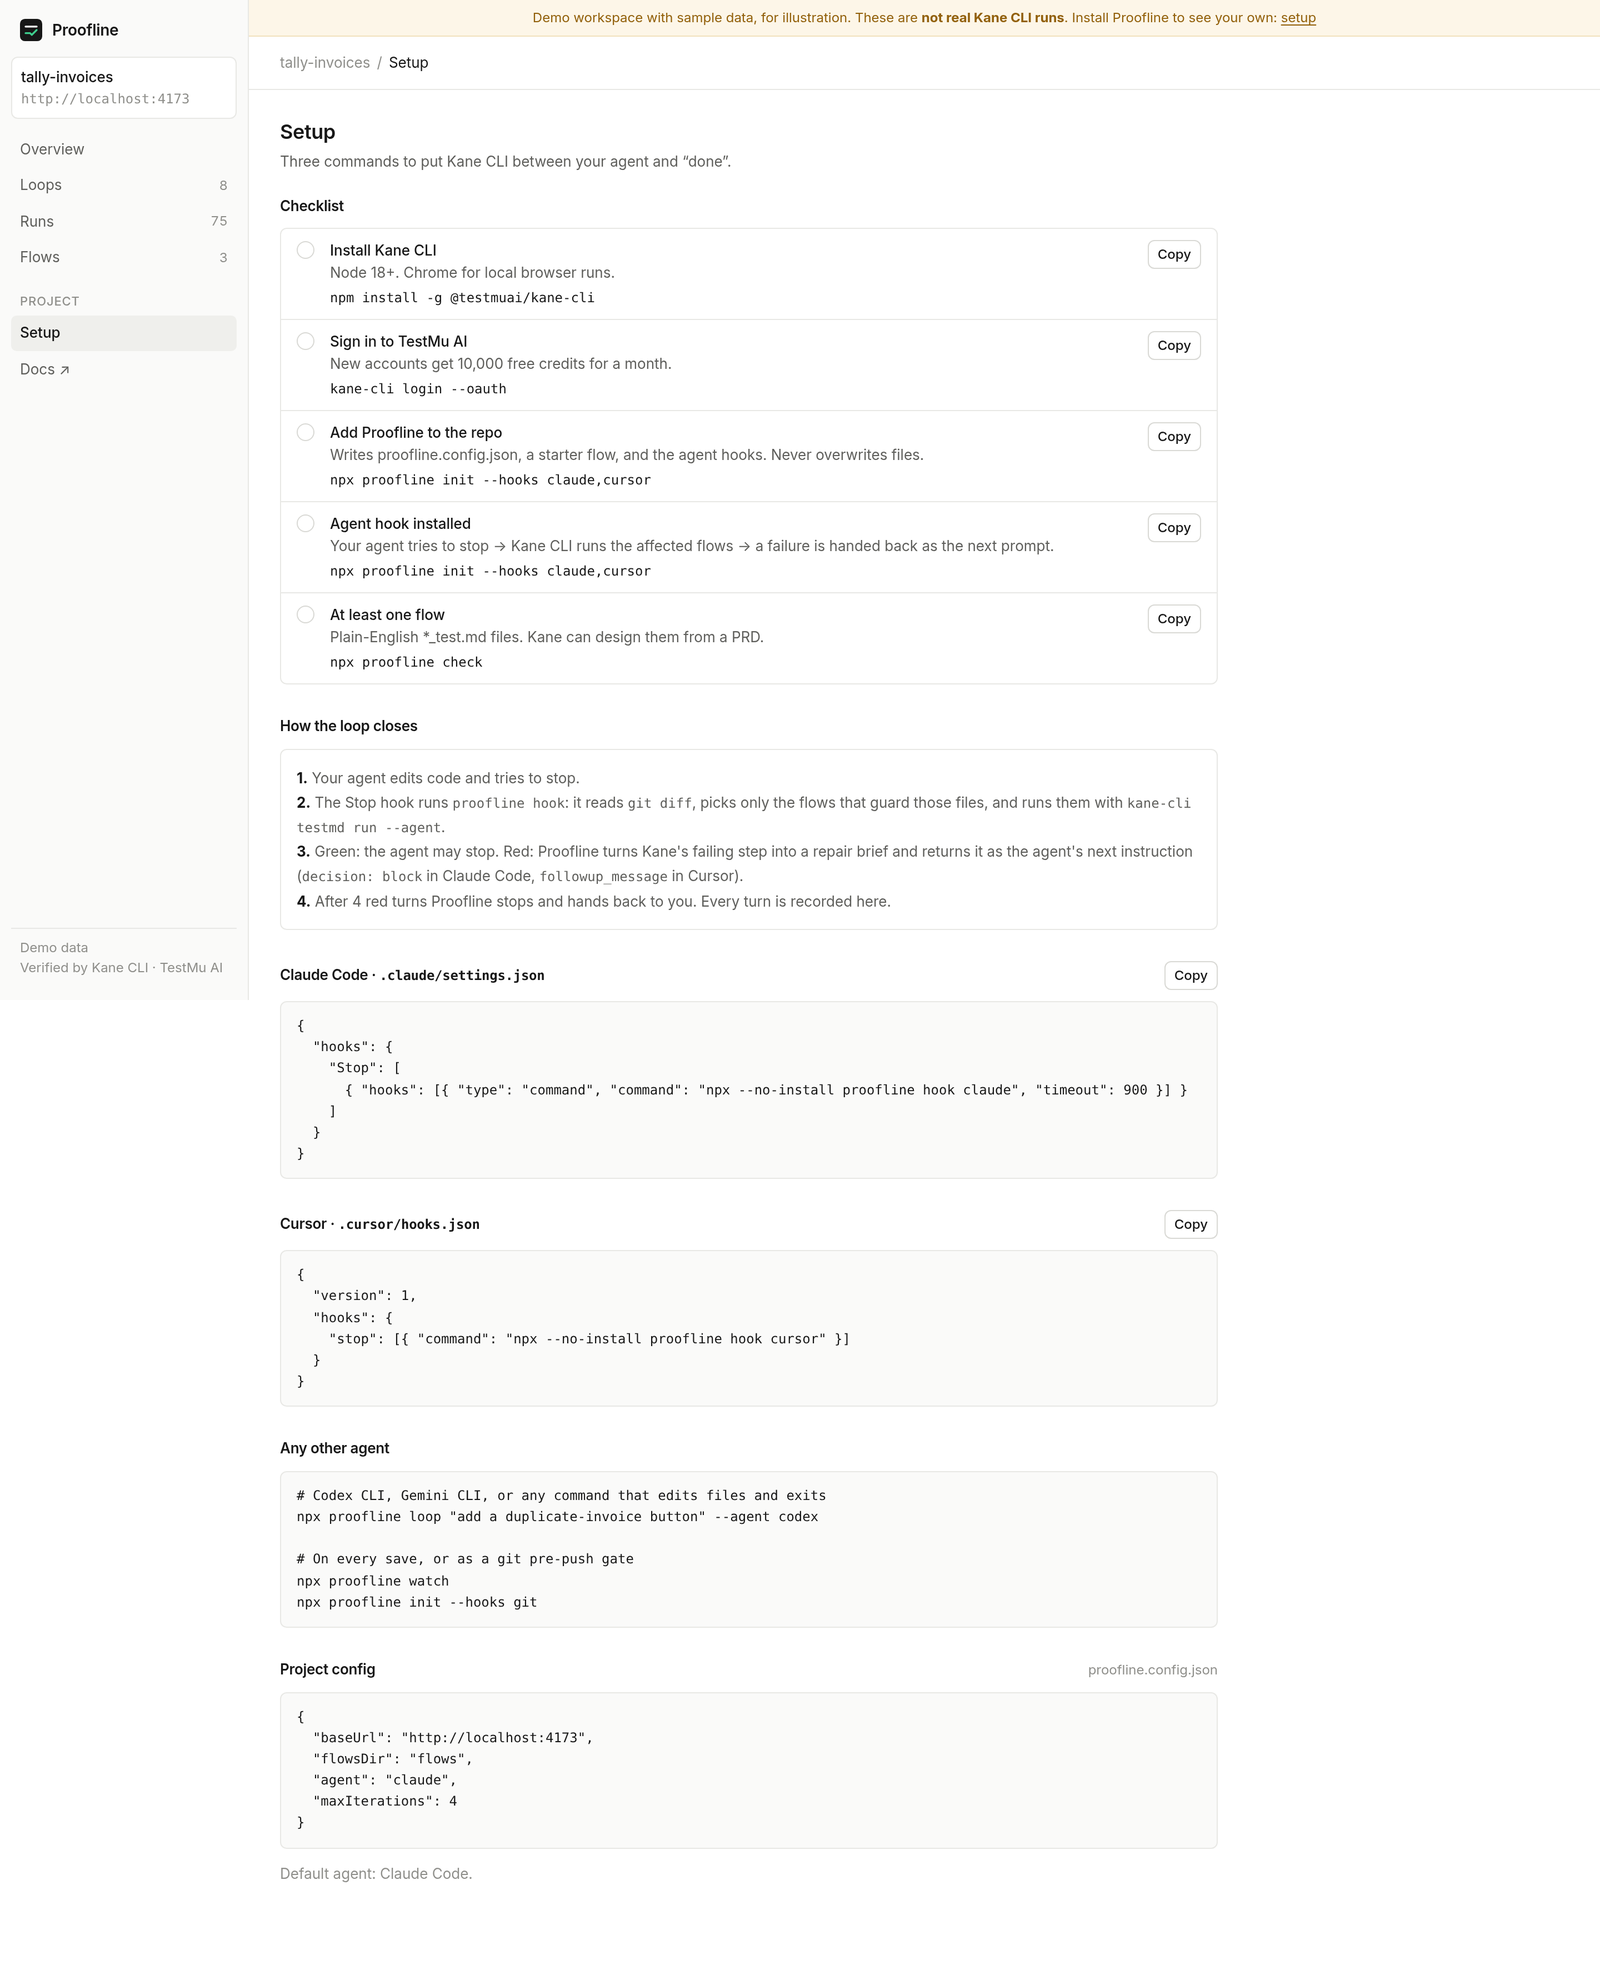 Proofline
tally-invoices
http://localhost:4173
Overview
Loops 8
Runs 75
Flows 3
PROJECT
Setup
Docs ↗
Demo data
Verified by Kane CLI · TestMu AI
Demo workspace with sample data, for illustration. These are not real Kane CLI runs. Install Proofline to see your own: setup
tally-invoices / Setup
Setup
Three commands to put Kane CLI between your agent and “done”.
Checklist
Install Kane CLI
Copy
Node 18+. Chrome for local browser runs.
npm install -g @testmuai/kane-cli
Sign in to TestMu AI
Copy
New accounts get 10,000 free credits for a month.
kane-cli login --oauth
Add Proofline to the repo
Copy
Writes proofline.config.json, a starter flow, and the agent hooks. Never overwrites files.
npx proofline init --hooks claude,cursor
Agent hook installed
Copy
Your agent tries to stop → Kane CLI runs the affected flows → a failure is handed back as the next prompt.
npx proofline init --hooks claude,cursor
At least one flow
Copy
Plain-English *_test.md files. Kane can design them from a PRD.
npx proofline check
How the loop closes
1. Your agent edits code and tries to stop.
2. The Stop hook runs proofline hook: it reads git diff, picks only the flows that guard those files, and runs them with kane-cli
testmd run --agent.
3. Green: the agent may stop. Red: Proofline turns Kane's failing step into a repair brief and returns it as the agent's next instruction
(decision: block in Claude Code, followup_message in Cursor).
4. After 4 red turns Proofline stops and hands back to you. Every turn is recorded here.
Claude Code · .claude/settings.json
Copy
{
  "hooks": {
    "Stop": [
      { "hooks": [{ "type": "command", "command": "npx --no-install proofline hook claude", "timeout": 900 }] }
    ]
  }
}
Cursor · .cursor/hooks.json
Copy
{
  "version": 1,
  "hooks": {
    "stop": [{ "command": "npx --no-install proofline hook cursor" }]
  }
}
Any other agent
# Codex CLI, Gemini CLI, or any command that edits files and exits
npx proofline loop "add a duplicate-invoice button" --agent codex
# On every save, or as a git pre-push gate
npx proofline watch
npx proofline init --hooks git
Project config
proofline.config.json
{
  "baseUrl": "http://localhost:4173",
  "flowsDir": "flows",
  "agent": "claude",
  "maxIterations": 4
}
Default agent: Claude Code.